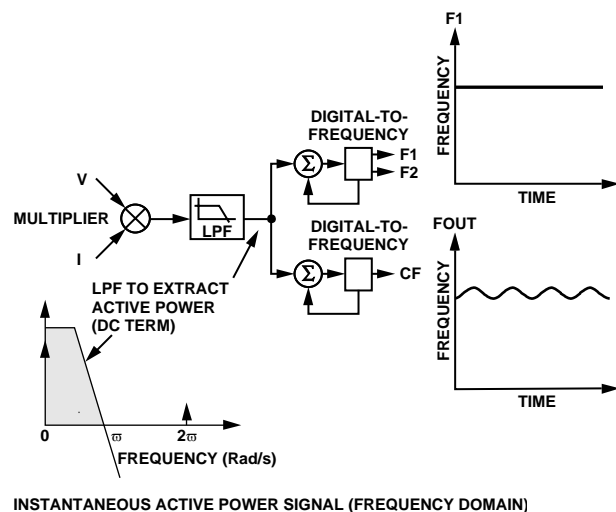 F1
FREQUENCY
TIME
DIGITAL-TO-
FREQUENCY
Σ
F1
F2
V
MULTIPLIER
I
LPF
DIGITAL-TO-
FREQUENCY
Σ
CF
FOUT
FREQUENCY
TIME
LPF TO EXTRACT
ACTIVE POWER
(DC TERM)
0
ϖ
2ϖ
FREQUENCY (Rad/s)
INSTANTANEOUS ACTIVE POWER SIGNAL (FREQUENCY DOMAIN)